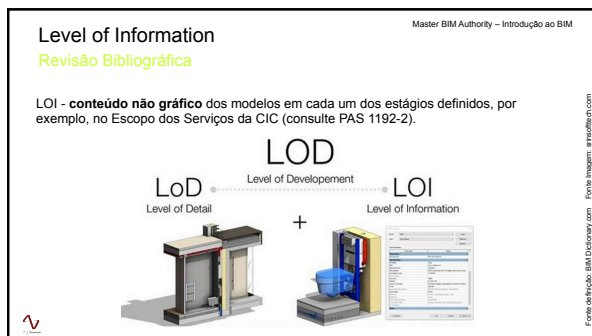 Master BIM Authority – Introdução ao BIM
Level of Information
Revisão Bibliográfica
LOI - conteúdo não gráfico dos modelos em cada um dos estágios definidos, por
exemplo, no Escopo dos Serviços da CIC (consulte PAS 1192-2).
LOD
Level of Developement
LoD
Level of Detail
LOI
Level of Information
+
Fonte definição: BIM Dictionary.com Fonte Imagem: srinsofttech.com